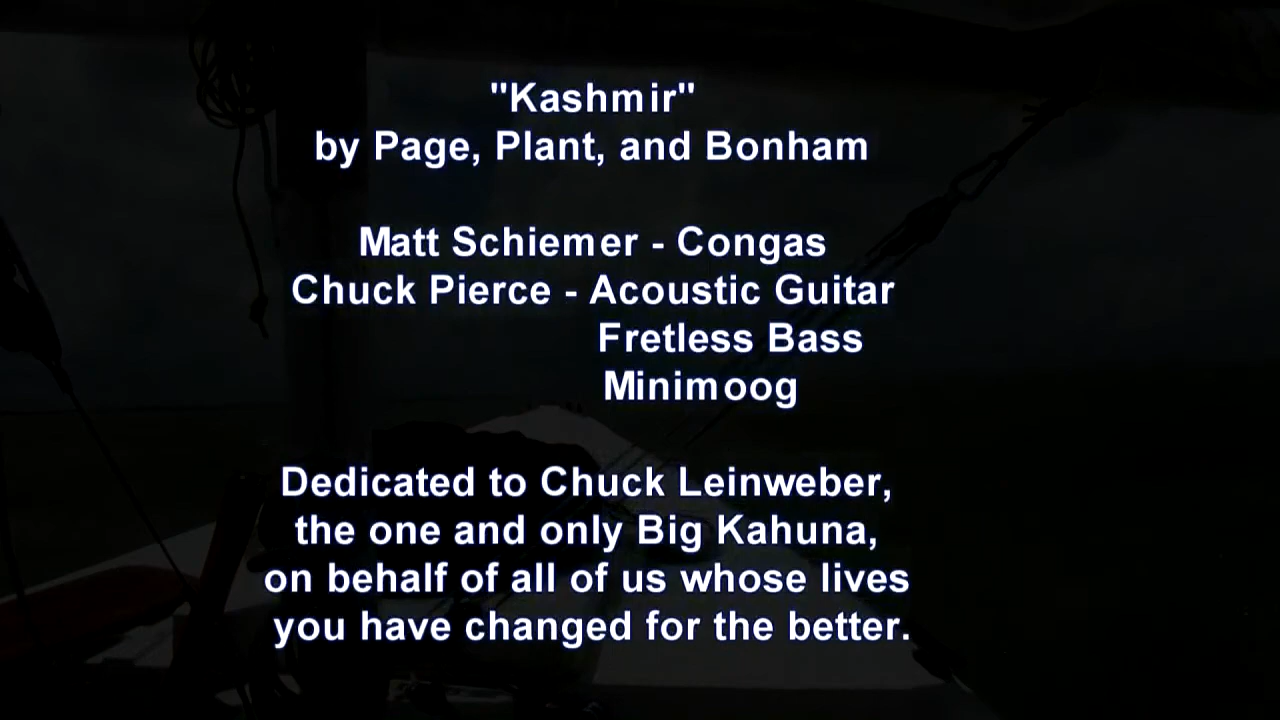 "Kashmir"
by Page, Plant, and Bonham
Matt Schiemer - Congas
Chuck Pierce - Acoustic Guitar
Fretless Bass
Minimoog
Dedicated to Chuck Leinweber,
the one and only Big Kahuna,
on behalf of all of us whose lives
you have changed for the better.